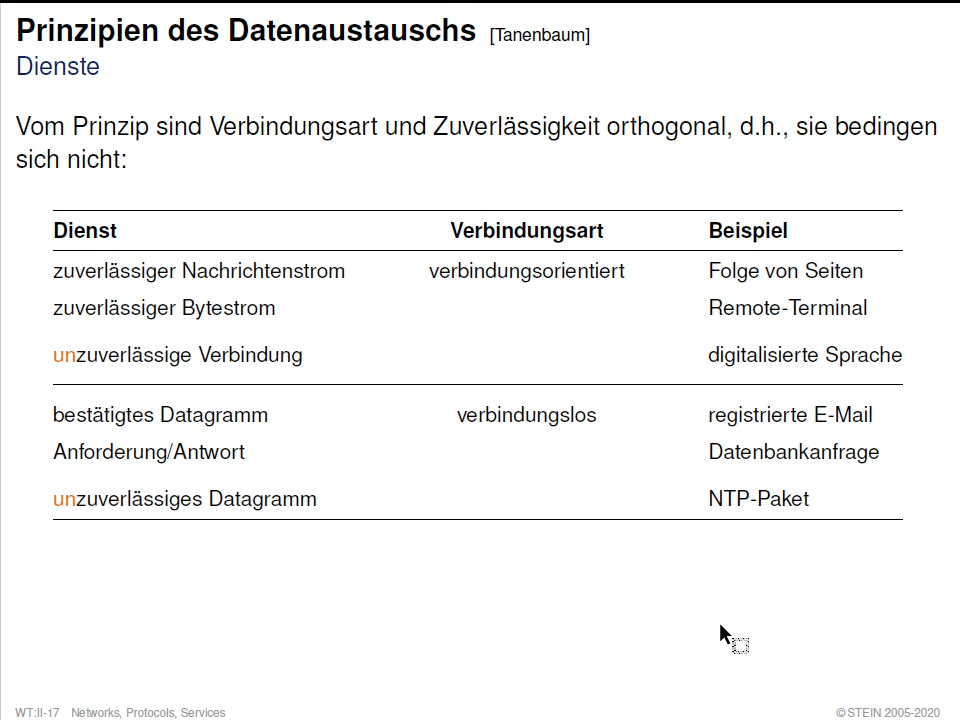 Prinzipien des Datenaustauschs [Tanenbaum]
Dienste
Vom Prinzip sind Verbindungsart und Zuverlässigkeit orthogonal, d.h., sie bedingen
sich nicht:
Dienst Verbindungsart Beispiel
zuverlässiger Nachrichtenstrom verbindungsorientiert Folge von Seiten
zuverlässiger Bytestrom Remote-Terminal
unzuverlässige Verbindung digitalisierte Sprache
bestätigtes Datagramm verbindungslos registrierte E-Mail
Anforderung/Antwort Datenbankanfrage
unzuverlässiges Datagramm NTP-Paket
WT:II-17 Networks, Protocols, Services ©STEIN 2005-2020